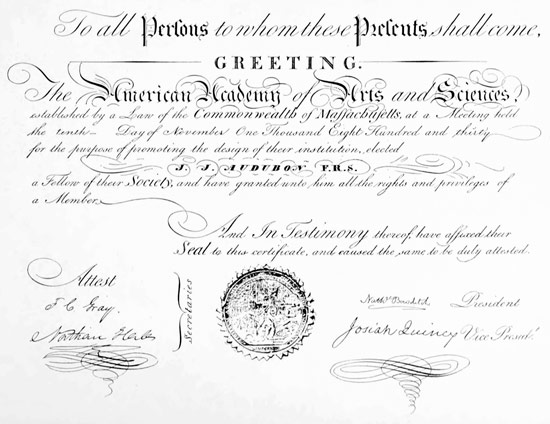 To all Persons to whom these Presents shall come,
GREETING.
The American Academy of Arts and Sciences,
established by a Law of the Commonwealth of Massachusetts, at a Meeting held
the tenth Day of November One Thousand Eight Hundred and thirty
for the purpose of promoting the design of their institution, elected
J. J. AUDUBON F.R.S.
a Fellow of their Society, and have granted unto him all the rights and privileges of
a Member.
And In Testimony thereof, have affixed their
Seal to this certificate, and caused the same to be duly attested.
Attest
F. C. Gray.
Nathan Hale
Secretaries
Nath^l Bowditch President
Josiah Quincy Vice Presid.^t